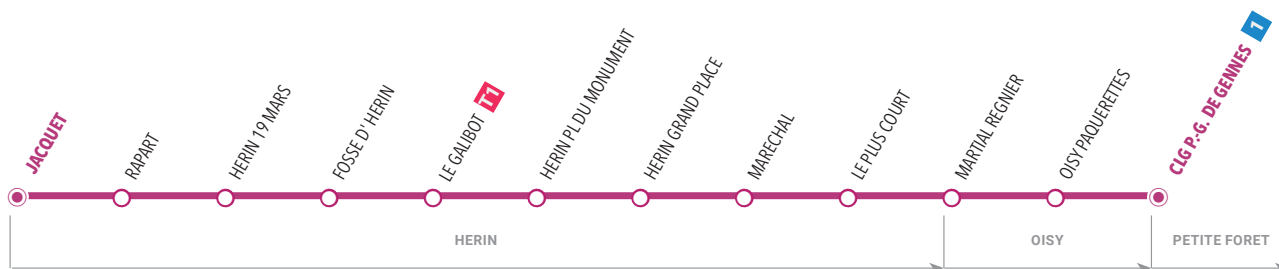 JACQUET
RAPART
HERIN 19 MARS
FOSSE D' HERIN
LE GALIBOT T1
HERIN PL DU MONUMENT
HERIN GRAND PLACE
MARECHAL
LE PLUS COURT
MARTIAL REGNIER
OISY PAQUERETTES
CLG P.-G. DE GENNES 1
HERIN
OISY
PETITE FORET